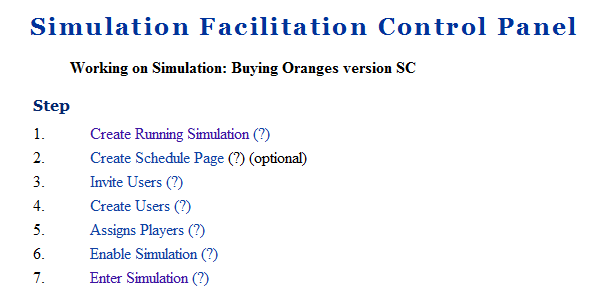 Simulation Facilitation Control Panel
Working on Simulation: Buying Oranges version SC
Step
1. Create Running Simulation (?)
2. Create Schedule Page (?) (optional)
3. Invite Users (?)
4. Create Users (?)
5. Assigns Players (?)
6. Enable Simulation (?)
7. Enter Simulation (?)